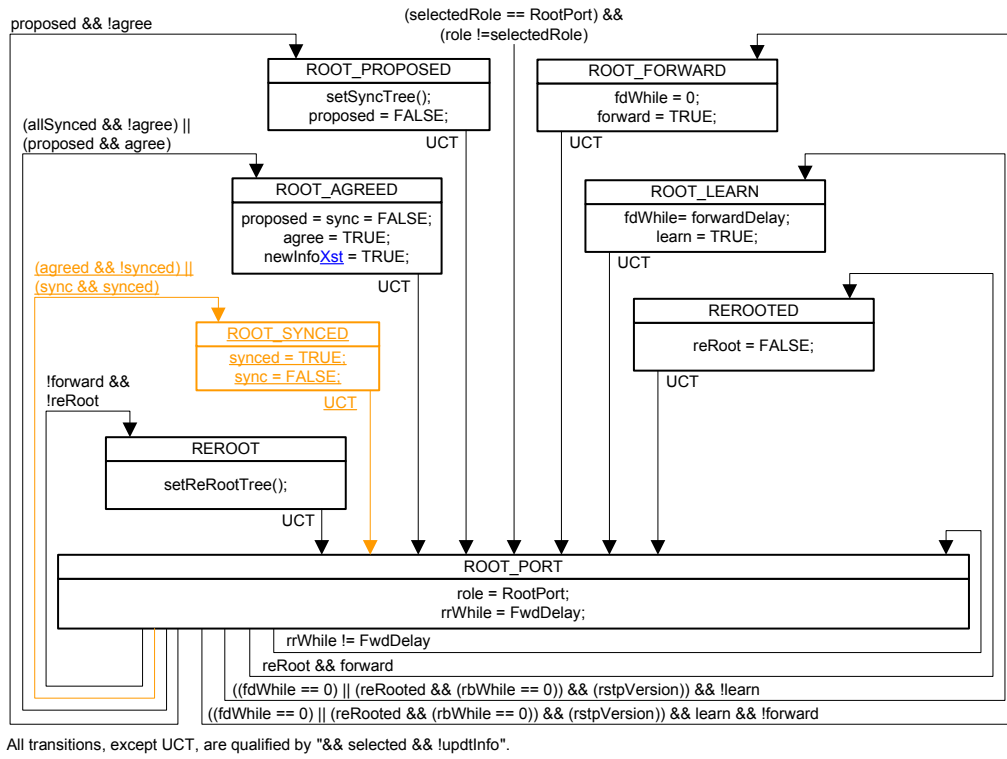 proposed && !agree
(selectedRole == RootPort) &&
(role !=selectedRole)
ROOT_PROPOSED
setSyncTree();
proposed = FALSE;
UCT
ROOT_FORWARD
fdWhile = 0;
forward = TRUE;
UCT
(allSynced && !agree) ||
(proposed && agree)
ROOT_AGREED
proposed = sync = FALSE;
agree = TRUE;
newInfoXst = TRUE;
UCT
ROOT_LEARN
fdWhile= forwardDelay;
learn = TRUE;
UCT
(agreed && !synced) ||
(sync && synced)
ROOT_SYNCED
synced = TRUE;
sync = FALSE;
UCT
REROOTED
reRoot = FALSE;
UCT
!forward &&
!reRoot
REROOT
setReRootTree();
UCT
ROOT_PORT
role = RootPort;
rrWhile = FwdDelay;
rrWhile != FwdDelay
reRoot && forward
((fdWhile == 0) || (reRooted && (rbWhile == 0)) && (rstpVersion)) && !learn
((fdWhile == 0) || (reRooted && (rbWhile == 0)) && (rstpVersion)) && learn && !forward
All transitions, except UCT, are qualified by "&& selected && !updtInfo".